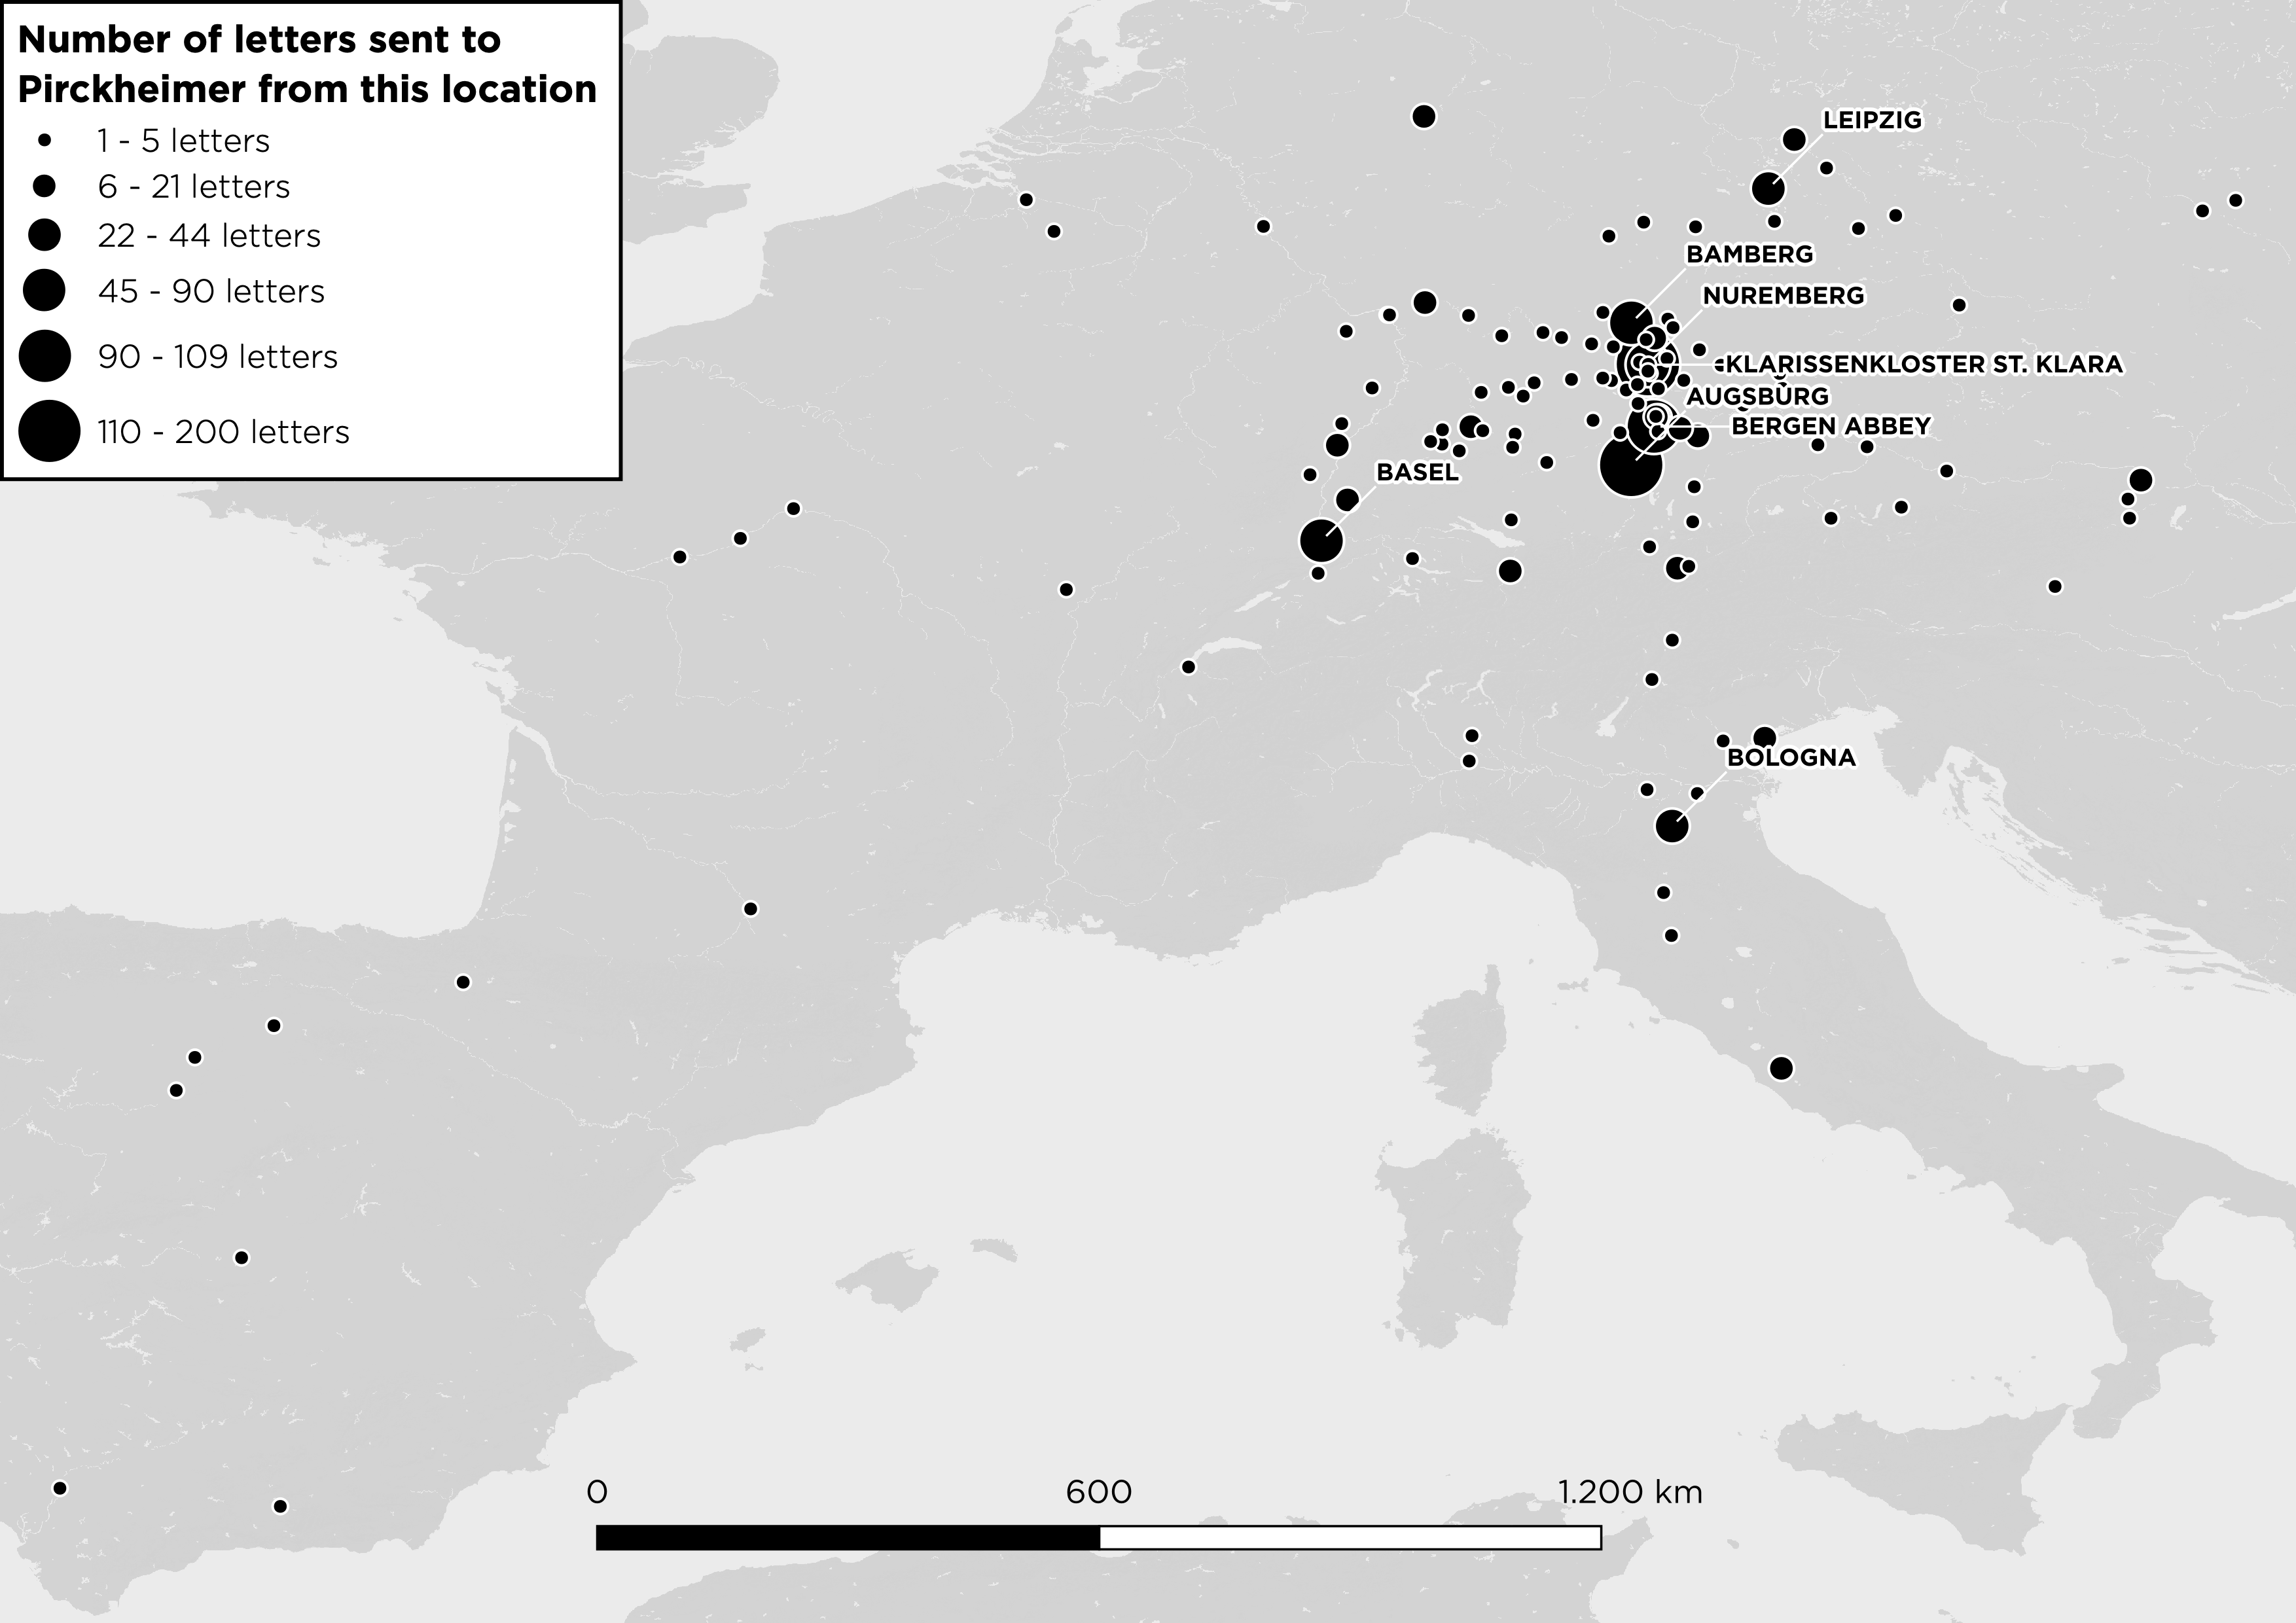 Number of letters sent to
Pirckheimer from this location
1 - 5 letters
6 - 21 letters
22 - 44 letters
45 - 90 letters
90 - 109 letters
110 - 200 letters
LEIPZIG
BAMBERG
NUREMBERG
KLARISSENKLOSTER ST. KLARA
AUGSBURG
BERGEN ABBEY
BASEL
BOLOGNA
0 600 1.200 km